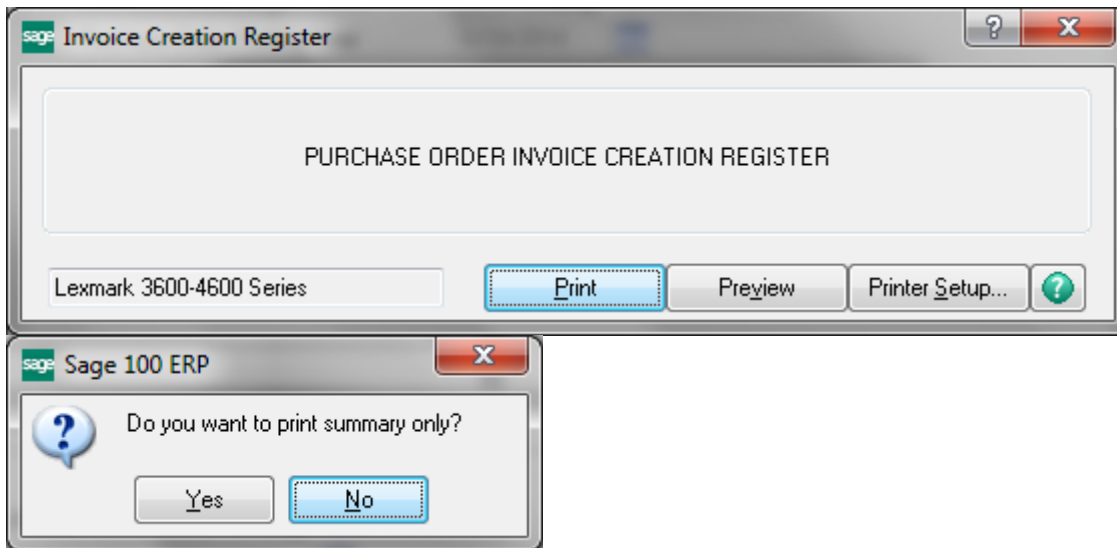 sage Invoice Creation Register
PURCHASE ORDER INVOICE CREATION REGISTER
Lexmark 3600-4600 Series Print Preview Printer Setup...
sage Sage 100 ERP
Do you want to print summary only?
Yes No